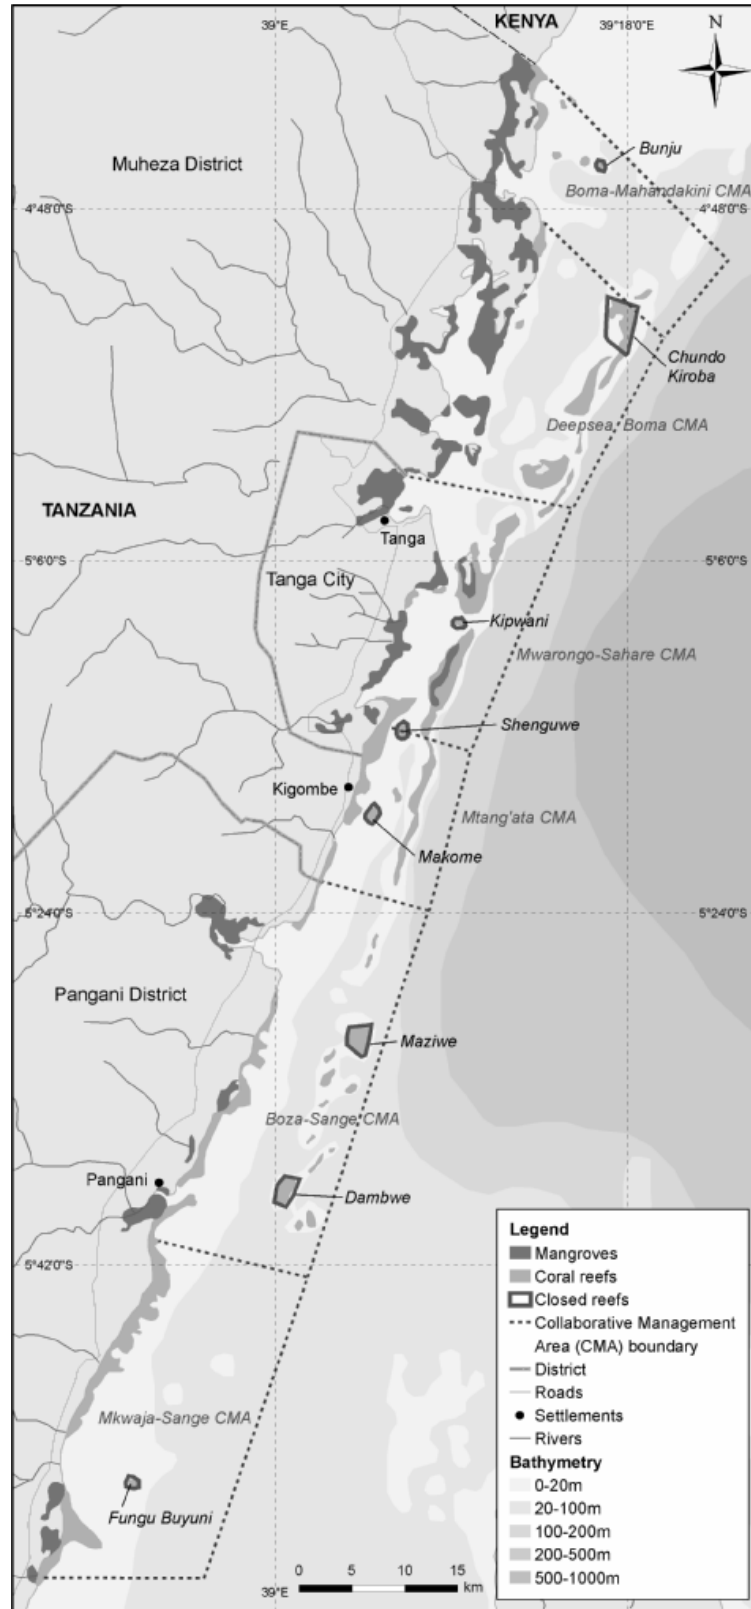 KENYA
39°E
39°18'0"E
N
Muheza District
Bunju
Boma-Mahandakini CMA
4°48'0"S
4°48'0"S
Chundo
Kiroba
Deepsea, Boma CMA
TANZANIA
Tanga
5°6'0"S
5°6'0"S
Tanga City
Kipwani
Mwarongo-Sahare CMA
Shenguwe
Kigombe
Mtang'ata CMA
Makome
5°24'0"S
5°24'0"S
Pangani District
Maziwe
Boza-Sange CMA
Pangani
Dambwe
5°42'0"S
Legend
Mangroves
Coral reefs
Closed reefs
Collaborative Management
Area (CMA) boundary
District
Roads
Settlements
Rivers
Bathymetry
0-20m
20-100m
100-200m
200-500m
500-1000m
Mkwaja-Sange CMA
Fungu Buyuni
39°E
0 5 10 15
km